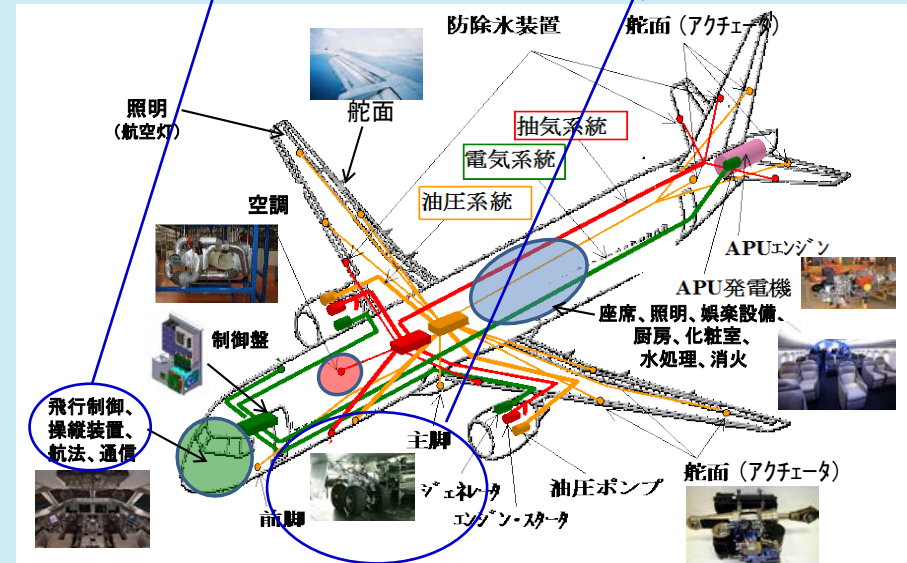 防除氷装置
舵面（アクチェータ）
照明
（航空灯）
舵面
抽気系統
電気系統
油圧系統
空調
APUエンジン
APU発電機
座席、照明、娯楽設備、
厨房、化粧室、
水処理、消火
制御盤
飛行制御、
操縦装置、
航法、通信
主脚
ジェネレータ
エンジン・スタータ
前脚
油圧ポンプ
舵面（アクチェータ）